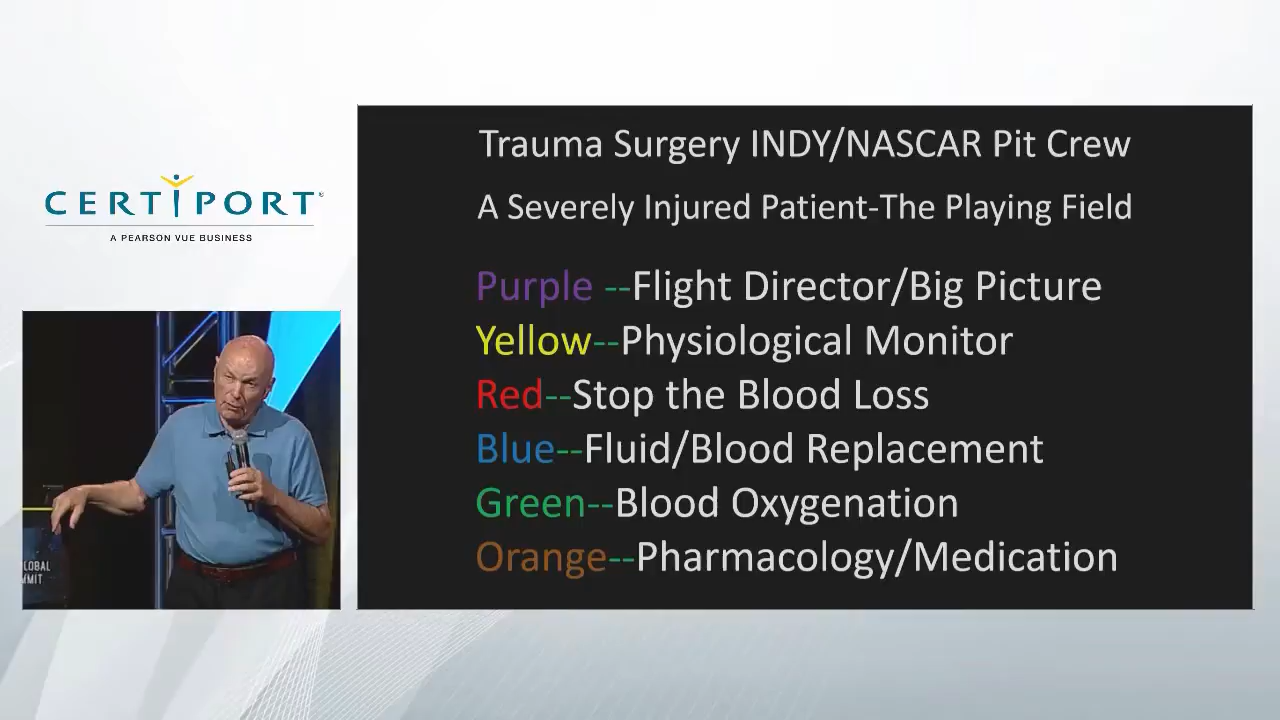 CERTIPORT®
A PEARSON VUE BUSINESS
Trauma Surgery INDY/NASCAR Pit Crew
A Severely Injured Patient-The Playing Field
Purple --Flight Director/Big Picture
Yellow--Physiological Monitor
Red--Stop the Blood Loss
Blue--Fluid/Blood Replacement
Green--Blood Oxygenation
Orange--Pharmacology/Medication